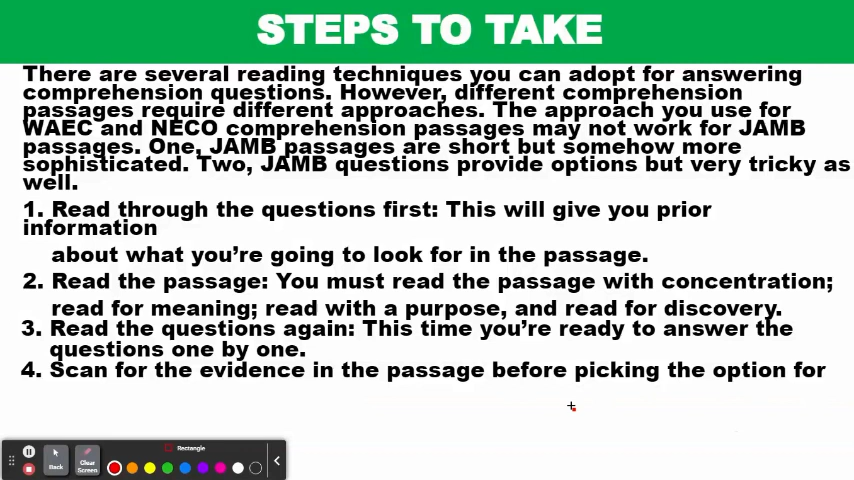 STEPS TO TAKE
There are several reading techniques you can adopt for answering
comprehension questions. However, different comprehension
passages require different approaches. The approach you use for
WAEC and NECO comprehension passages may not work for JAMB
passages. One, JAMB passages are short but somehow more
sophisticated. Two, JAMB questions provide options but very tricky as
well.
1. Read through the questions first: This will give you prior
information
about what you’re going to look for in the passage.
2. Read the passage: You must read the passage with concentration;
read for meaning; read with a purpose, and read for discovery.
3. Read the questions again: This time you’re ready to answer the
questions one by one.
4. Scan for the evidence in the passage before picking the option for
Rectangle
Back
Clear
Screen